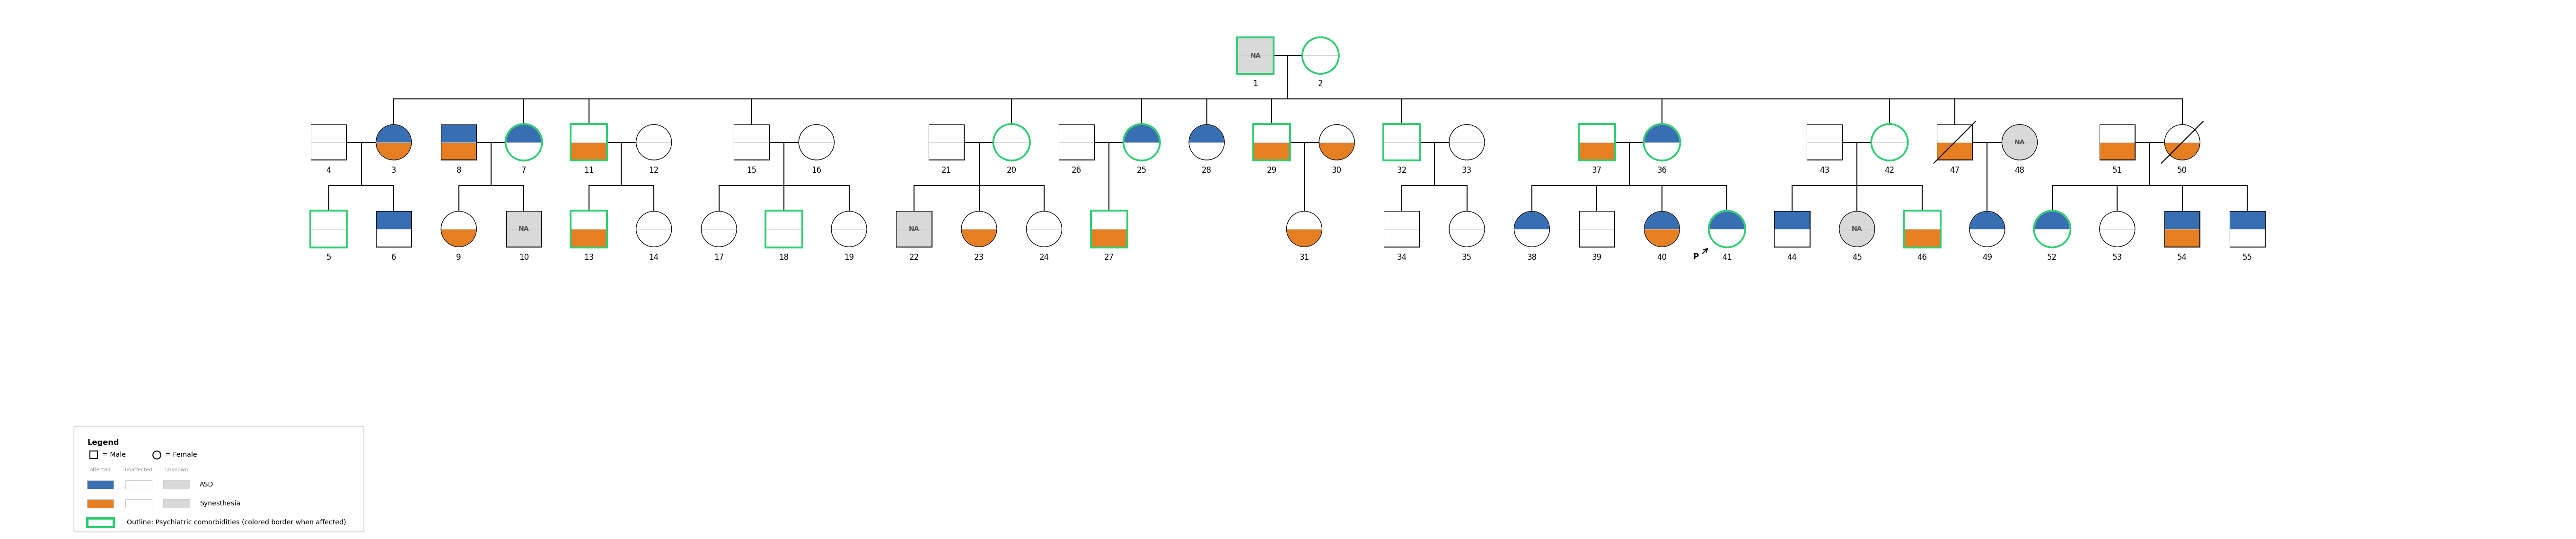 NA
1 2
NA
4 3 8 7 11 12 15 16 21 20 26 25 28 29 30 32 33 37 36 43 42 47 48 51 50
NA NA NA
5 6 9 10 13 14 17 18 19 22 23 24 27 31 34 35 38 39 40 P 41 44 45 46 49 52 53 54 55
Legend
= Male = Female
Affected Unaffected Unknown
ASD
Synesthesia
Outline: Psychiatric comorbidities (colored border when affected)